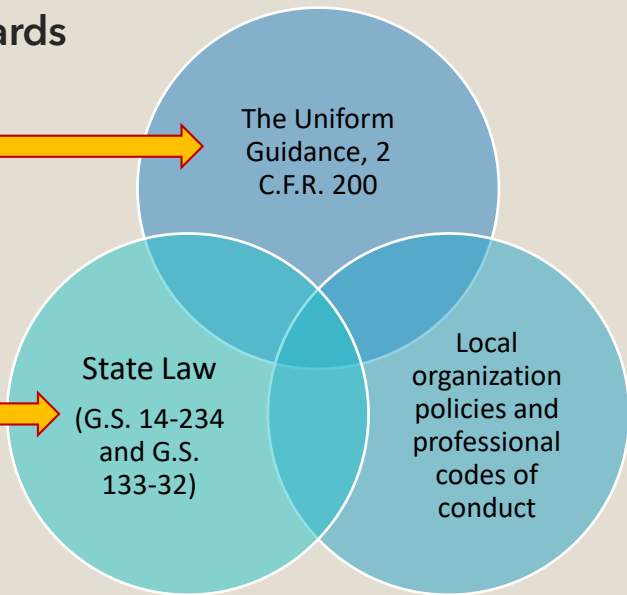 The Uniform
Guidance, 2
C.F.R. 200
State Law
(G.S. 14-234
and G.S.
133-32)
Local
organization
policies and
professional
codes of
conduct